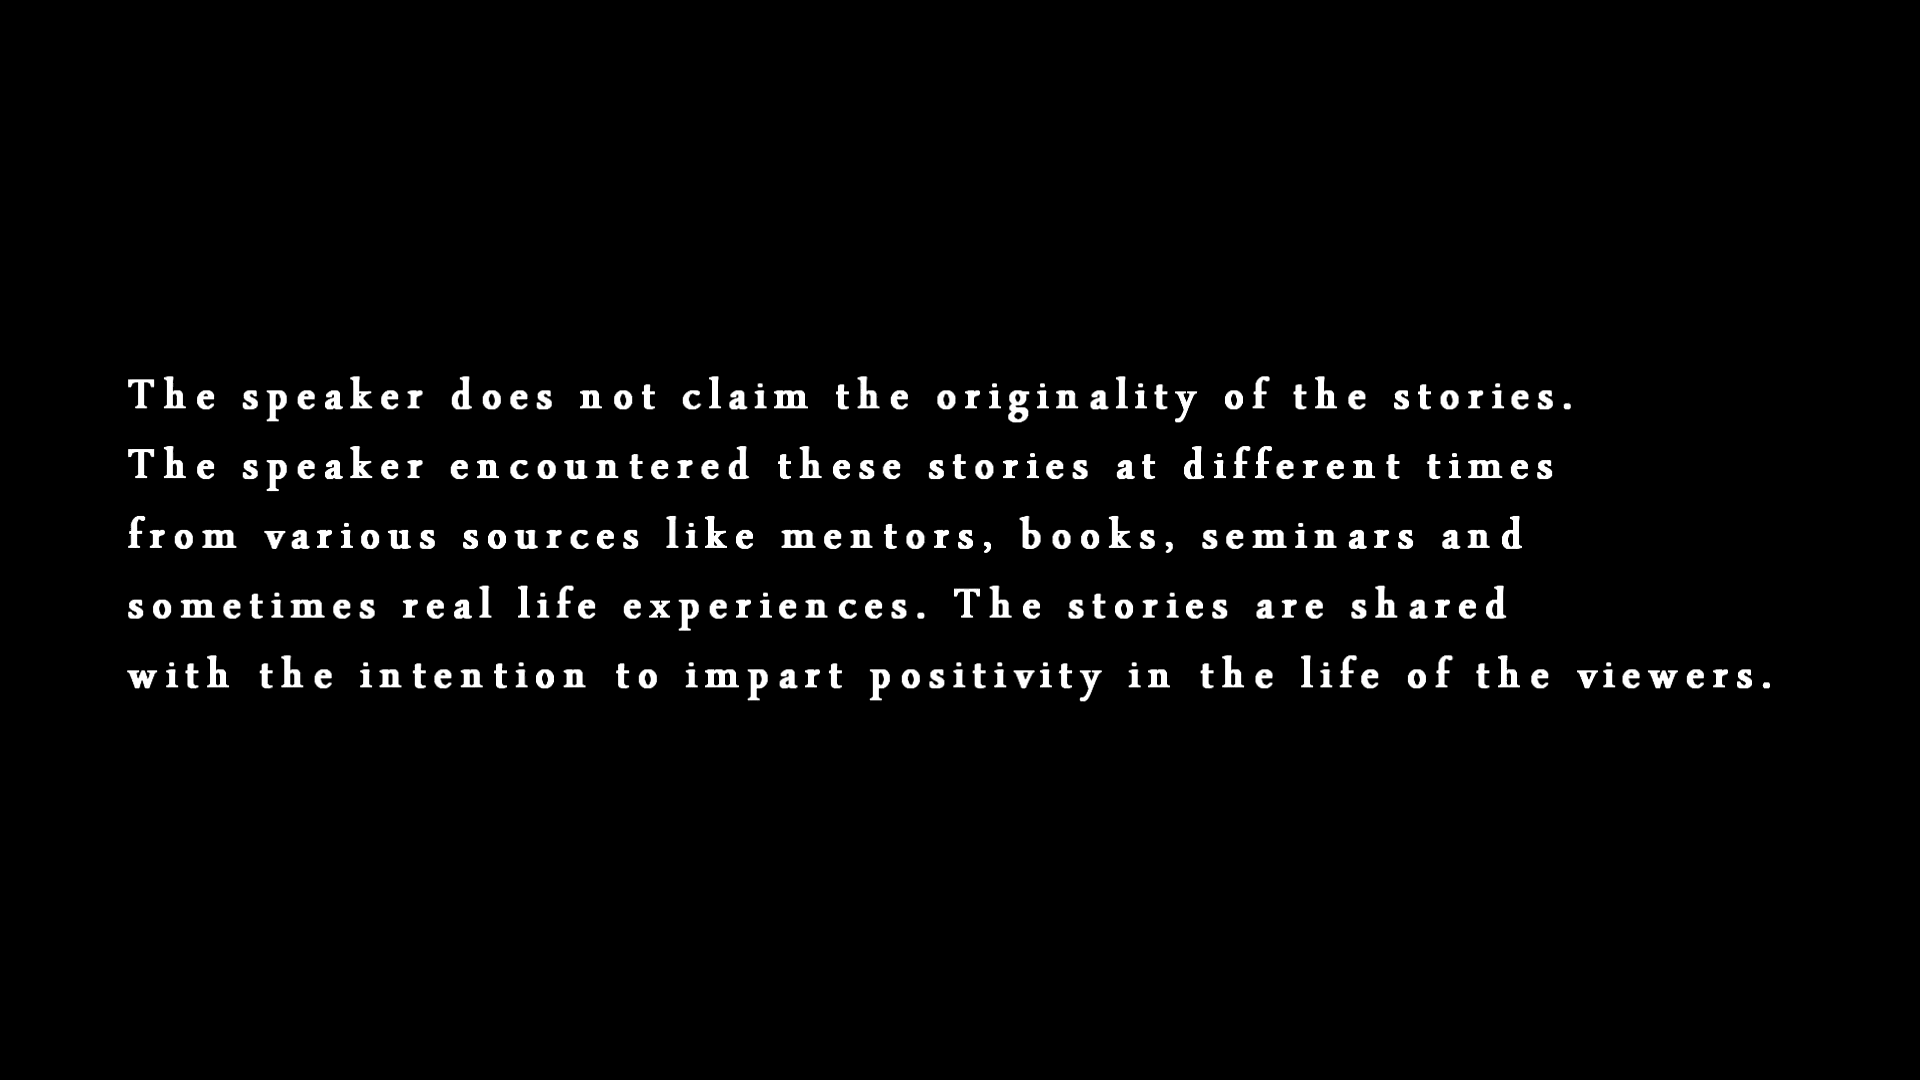 The speaker does not claim the originality of the stories.
The speaker encountered these stories at different times
from various sources like mentors, books, seminars and
sometimes real life experiences. The stories are shared
with the intention to impart positivity in the life of the viewers.